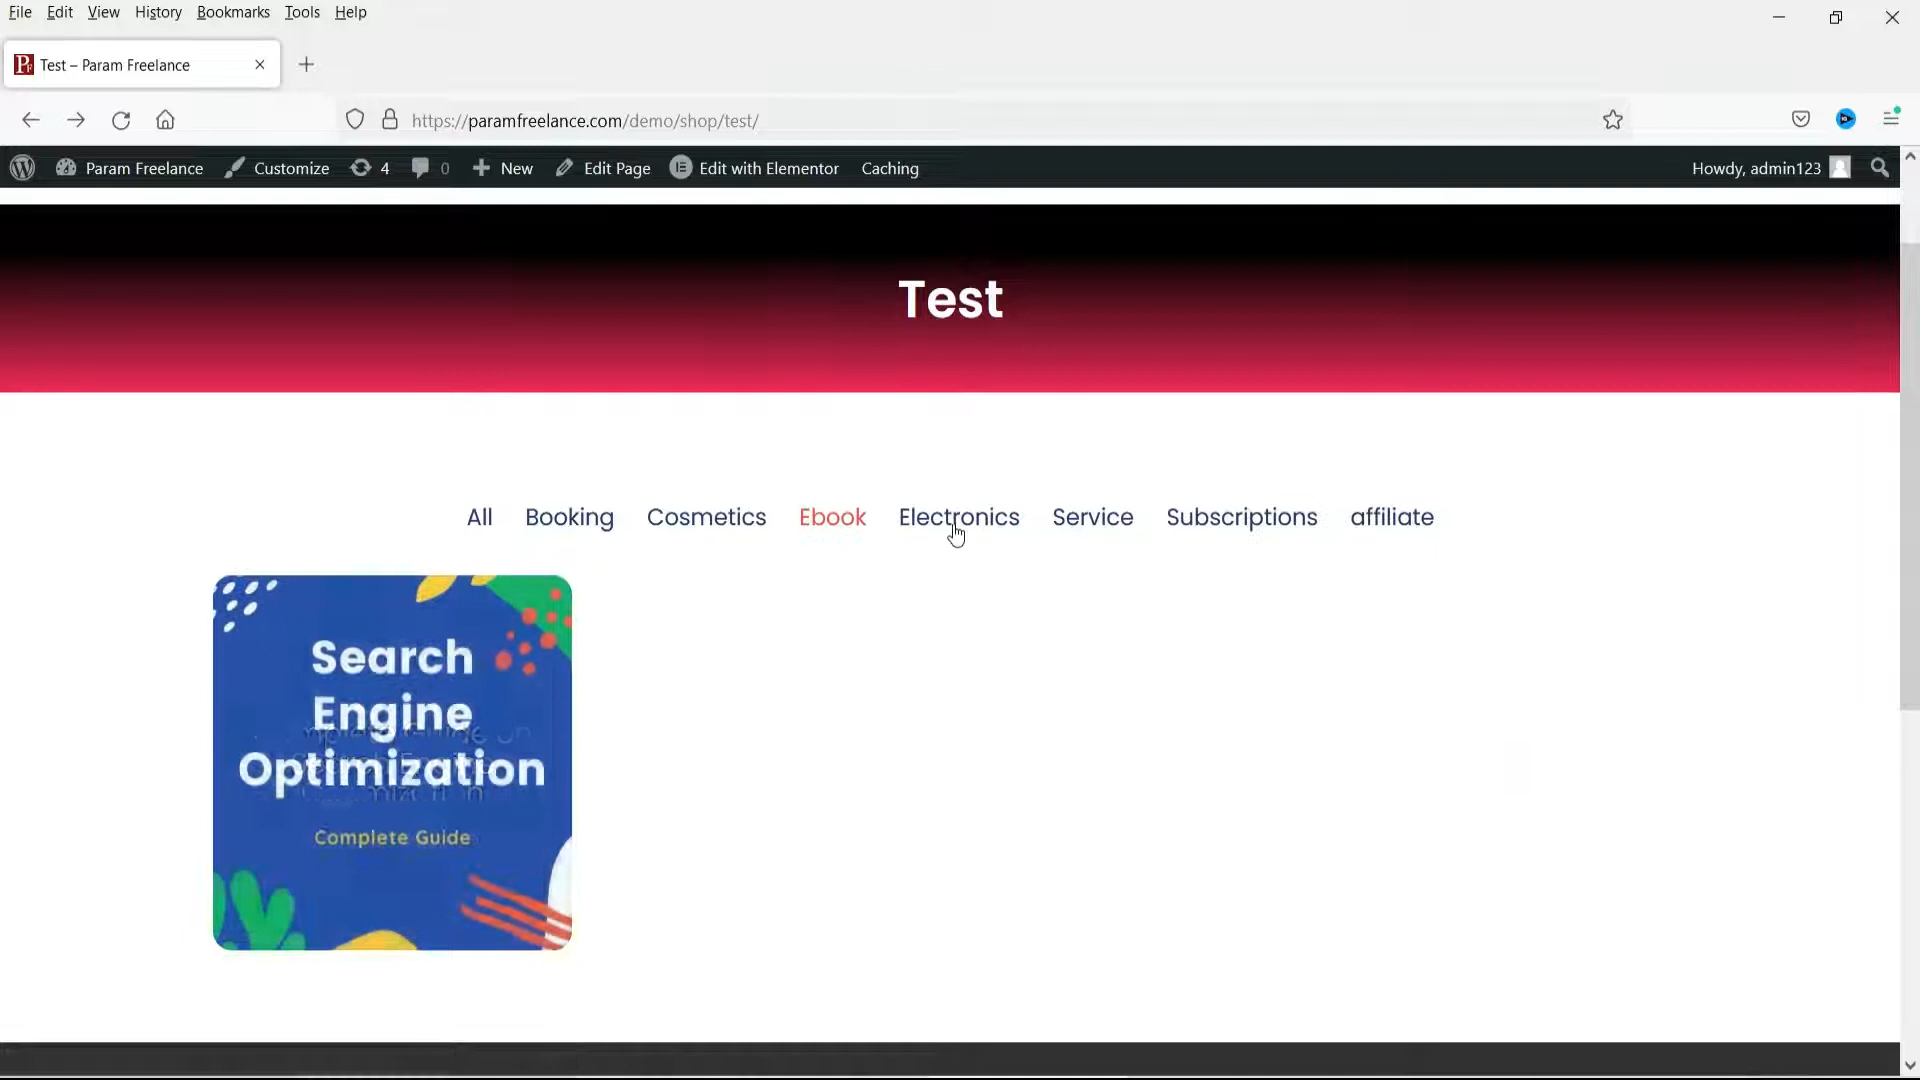 File Edit View History Bookmarks Tools Help
Test – Param Freelance
https://paramfreelance.com/demo/shop/test/
Param Freelance Customize 4 0 New Edit Page Edit with Elementor Caching Howdy, admin123
Test
All Booking Cosmetics Ebook Electronics Service Subscriptions affiliate
Search
Engine
Optimization
Complete Guide